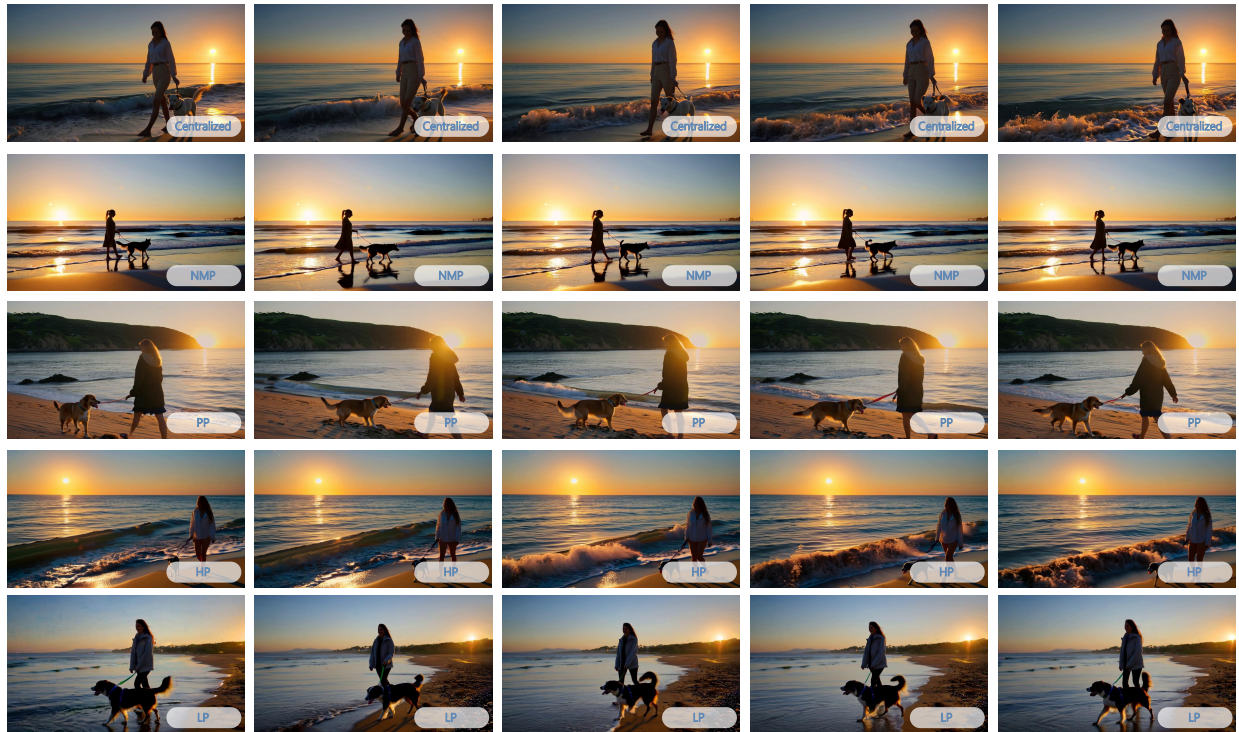 Centralized Centralized Centralized Centralized Centralized
NMP NMP NMP NMP NMP
PP PP PP PP PP
HP HP HP HP HP
LP LP LP LP LP